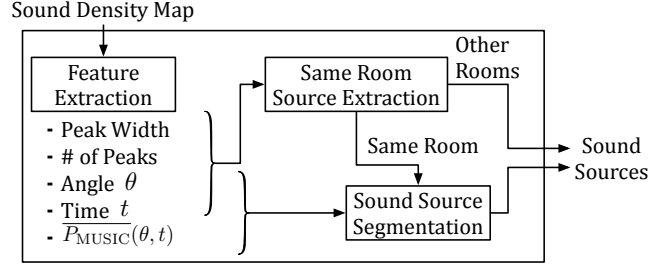 Sound Density Map
Feature
Extraction
- Peak Width
- # of Peaks
- Angle θ
- Time t
- P_MUSIC(θ, t)
Same Room
Source Extraction
Other
Rooms
Same Room
Sound Source
Segmentation
Sound
Sources